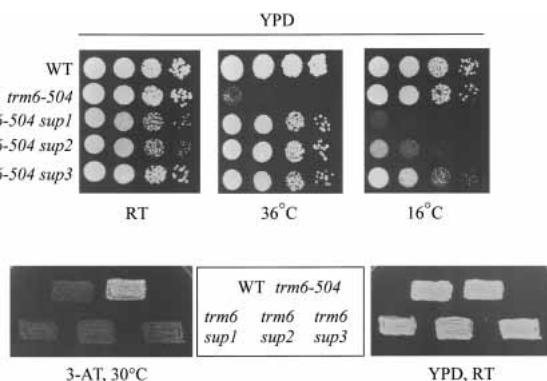 YPD
WT
trm6-504
6-504 sup1
6-504 sup2
6-504 sup3
RT
36°C
16°C
WT trm6-504
trm6 trm6 trm6
sup1 sup2 sup3
3-AT, 30°C
YPD, RT